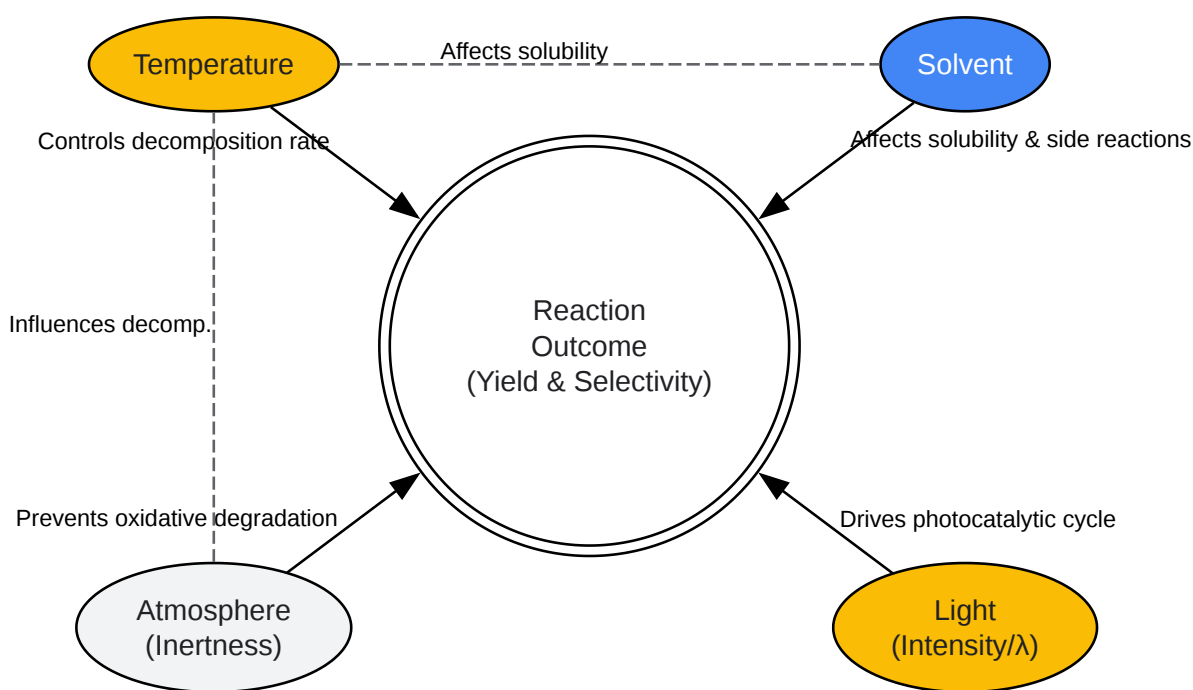 Affects solubility
Temperature
Solvent
Controls decomposition rate
Affects solubility & side reactions
Reaction
Outcome
(Yield & Selectivity)
Influences decomp.
Prevents oxidative degradation
Drives photocatalytic cycle
Atmosphere
(Inertness)
Light
(Intensity/λ)